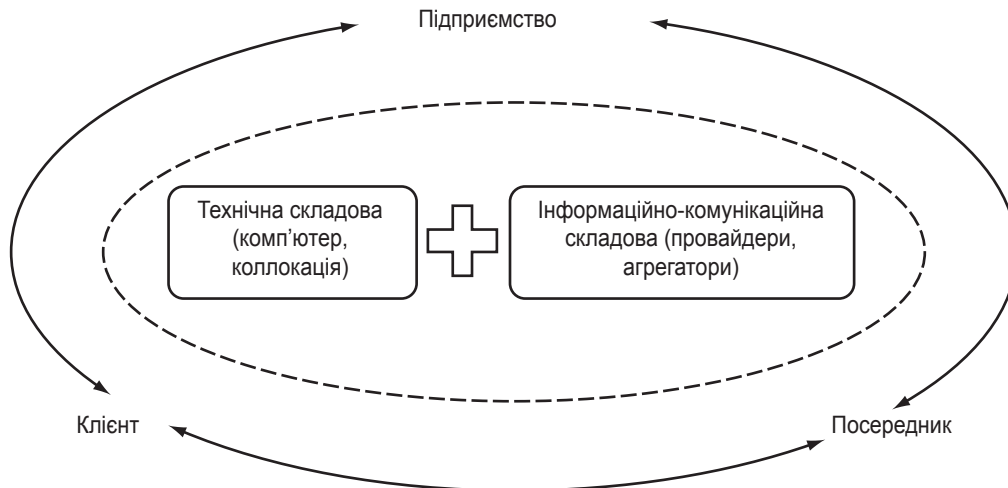 Підприємство
Технічна складова
(комп’ютер,
коллокація)
Інформаційно-комунікаційна
складова (провайдери,
агрегатори)
Клієнт
Посередник